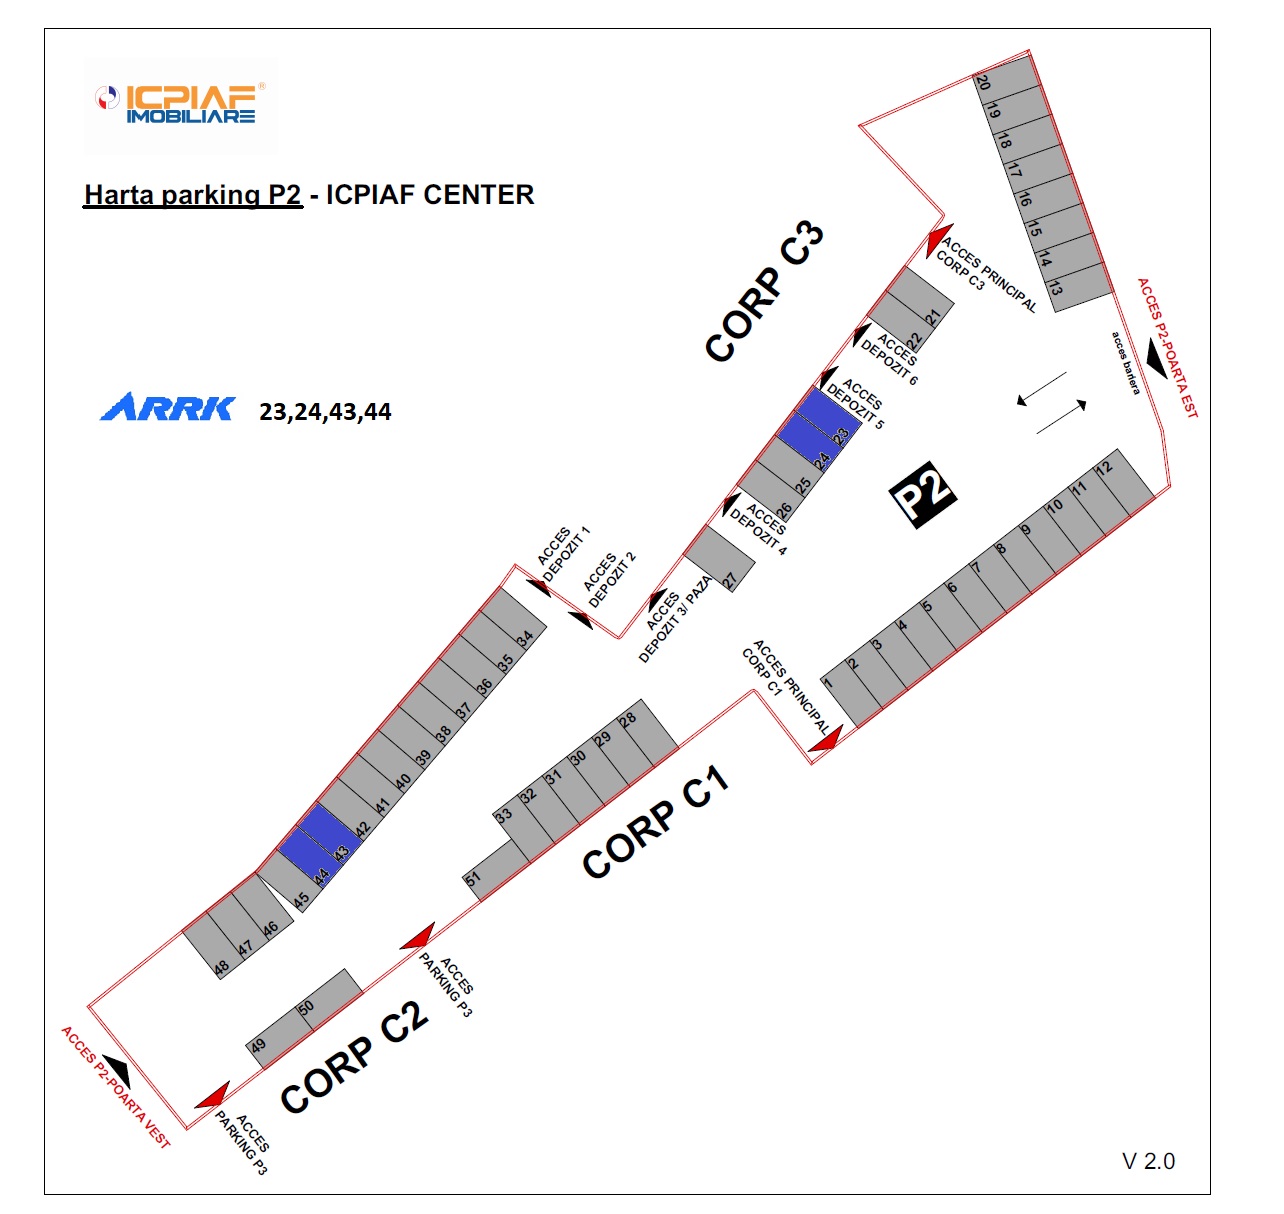 ICPIAF®
IMOBILIARE
Harta parking P2 - ICPIAF CENTER
ARRK 23,24,43,44
CORP C3
ACCES PRINCIPAL
CORP C3
20
19
18
17
16
15
14
13
ACCES P2-POARTA EST
acces bariera
21
22
ACCES
DEPOZIT 6
ACCES
DEPOZIT 5
23
24
25
26
ACCES
DEPOZIT 4
27
ACCES
DEPOZIT 3/ PAZA
P2
12
11
10
9
8
7
6
5
4
3
2
1
ACCES PRINCIPAL
CORP C1
ACCES
DEPOZIT 1
ACCES
DEPOZIT 2
34
35
36
37
38
39
40
41
42
43
44
45
46
47
48
28
29
30
31
32
33
51
CORP C1
ACCES
PARKING P3
50
49
CORP C2
ACCES P2-POARTA VEST
ACCES
PARKING P3
V 2.0